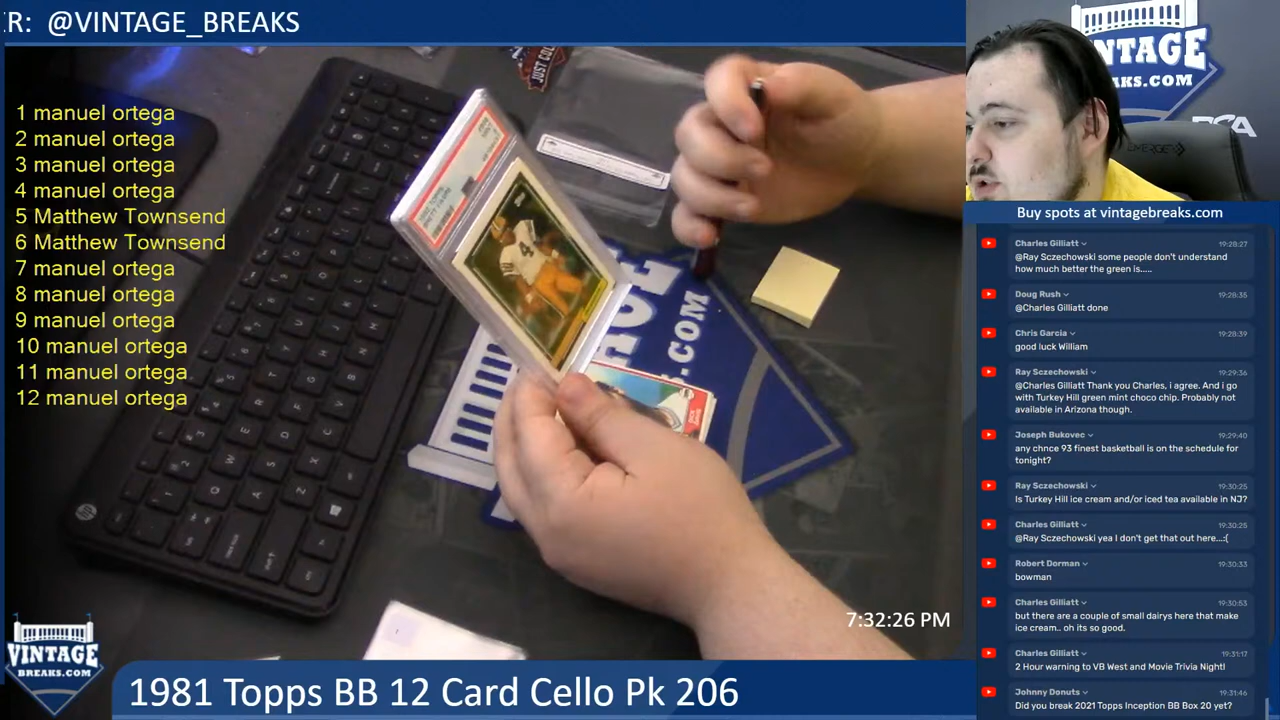 R: @VINTAGE_BREAKS
1 manuel ortega
2 manuel ortega
3 manuel ortega
4 manuel ortega
5 Matthew Townsend
6 Matthew Townsend
7 manuel ortega
8 manuel ortega
9 manuel ortega
10 manuel ortega
11 manuel ortega
12 manuel ortega
JUST COL
4
.COM
hp
7:32:26 PM
VINTAGE
BREAKS.COM
1981 Topps BB 12 Card Cello Pk 206
VINTAGE
BREAKS.COM
PSA
Buy spots at vintagebreaks.com
Charles Gilliatt 19:28:27
@Ray Sczechowski some people don't understand
how much better the green is.....
Doug Rush 19:28:35
@Charles Gilliatt done
Chris Garcia 19:28:39
good luck William
Ray Sczechowski 19:29:36
@Charles Gilliatt Thank you Charles, i agree. And i go
with Turkey Hill green mint choco chip. Probably not
available in Arizona though.
Joseph Bukovec 19:29:40
any chnce 93 finest basketball is on the schedule for
tonight?
Ray Sczechowski 19:30:25
Is Turkey Hill ice cream and/or iced tea available in NJ?
Charles Gilliatt 19:30:25
@Ray Sczechowski yea I don't get that out here...:(
Robert Dorman 19:30:33
bowman
Charles Gilliatt 19:30:53
but there are a couple of small dairys here that make
ice cream.. oh its so good.
Charles Gilliatt 19:31:17
2 Hour warning to VB West and Movie Trivia Night!
Johnny Donuts 19:31:46
Did you break 2021 Topps Inception BB Box 20 yet?